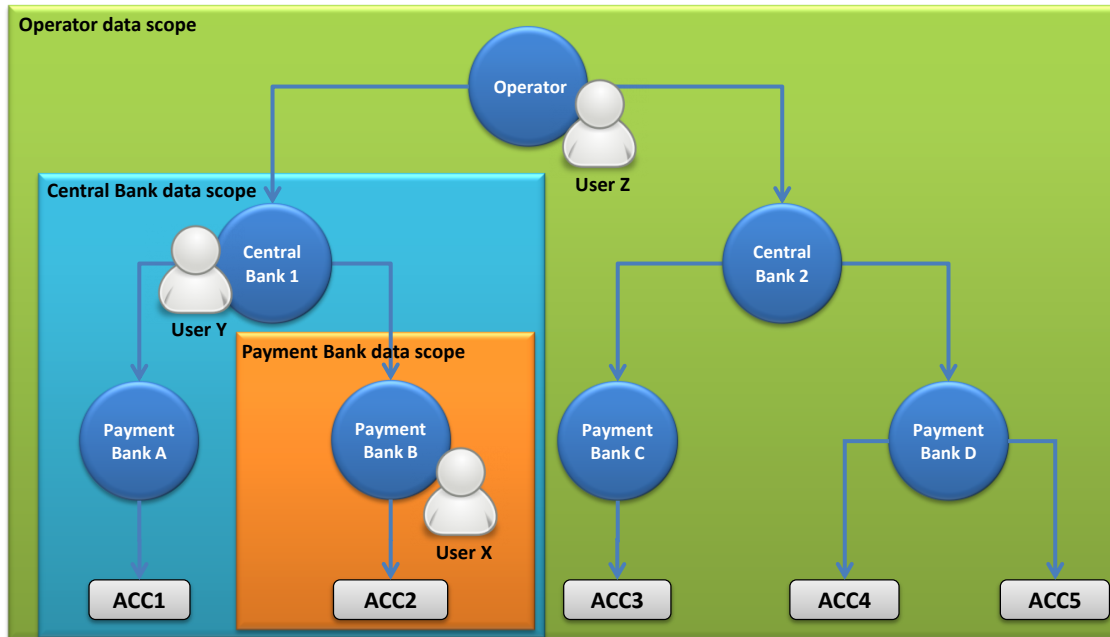 Operator data scope
Operator
User Z
Central Bank data scope
Central
Bank 1
User Y
Central
Bank 2
Payment Bank data scope
Payment
Bank A
Payment
Bank B
User X
Payment
Bank C
Payment
Bank D
ACC1
ACC2
ACC3
ACC4
ACC5